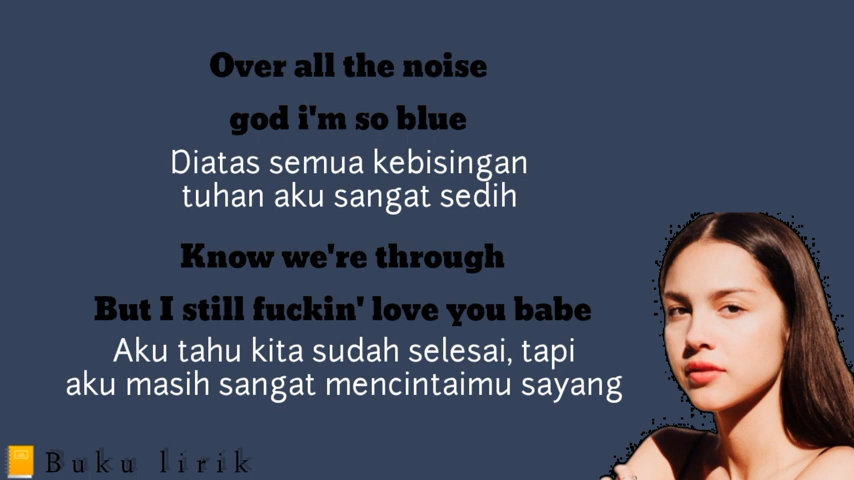 Over all the noise
god i'm so blue
Diatas semua kebisingan
tuhan aku sangat sedih
Know we're through
But I still fuckin' love you babe
Aku tahu kita sudah selesai, tapi
aku masih sangat mencintaimu sayang
Buku lirik